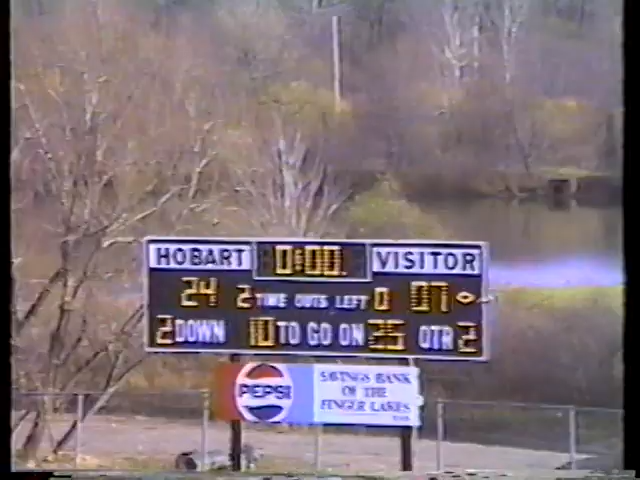 HOBART 0:00 VISITOR
24 2 TIME OUTS LEFT 0 07
2 DOWN 10 TO GO ON 25 QTR 2
PEPSI
SAVINGS BANK
OF THE
FINGER LAKES